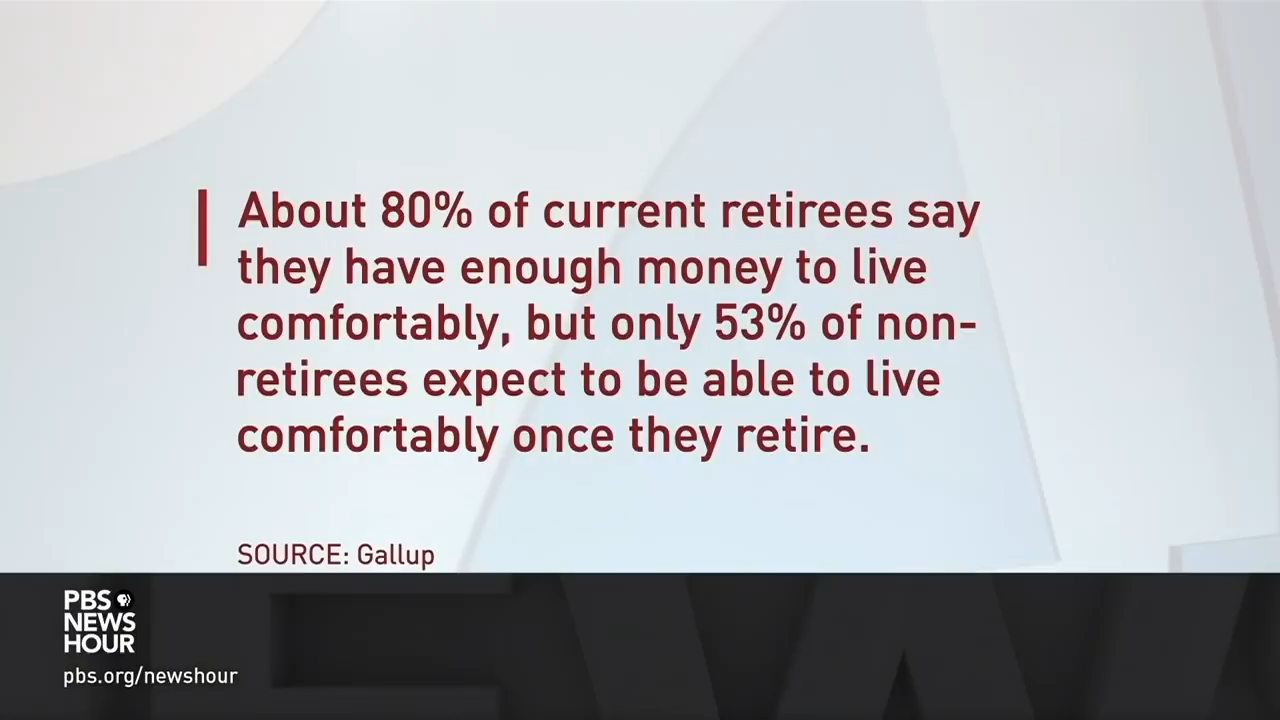 About 80% of current retirees say
they have enough money to live
comfortably, but only 53% of non-
retirees expect to be able to live
comfortably once they retire.
SOURCE: Gallup
PBS
NEWS
HOUR
pbs.org/newshour